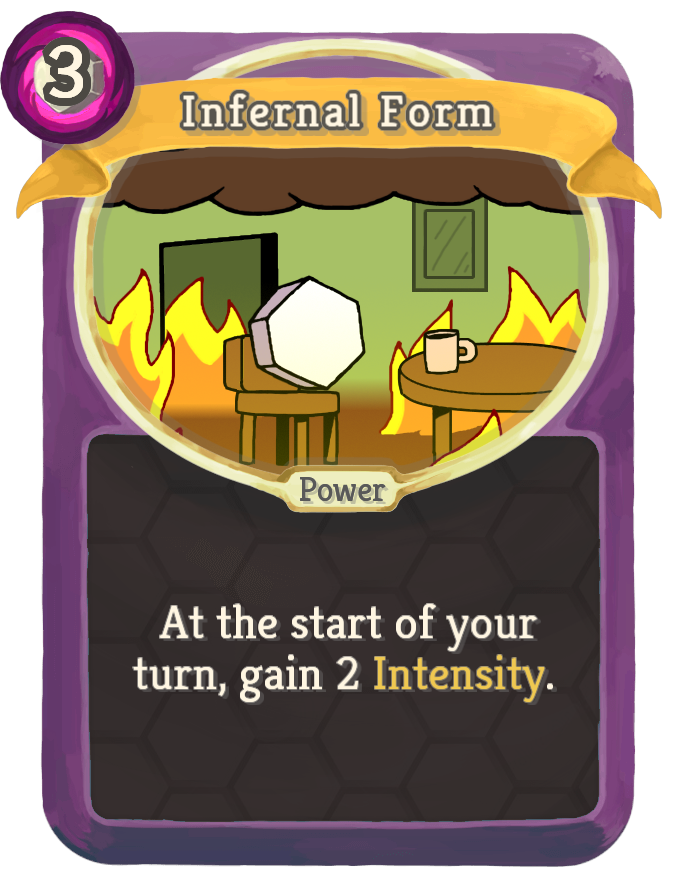 3
Infernal Form
Power
At the start of your
turn, gain 2 Intensity.